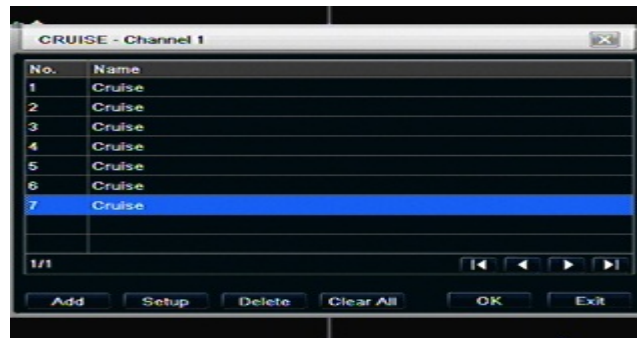 CRUISE - Channel 1
No. Name
1 Cruise
2 Cruise
3 Cruise
4 Cruise
5 Cruise
6 Cruise
7 Cruise
1/1
Add Setup Delete Clear All OK Exit